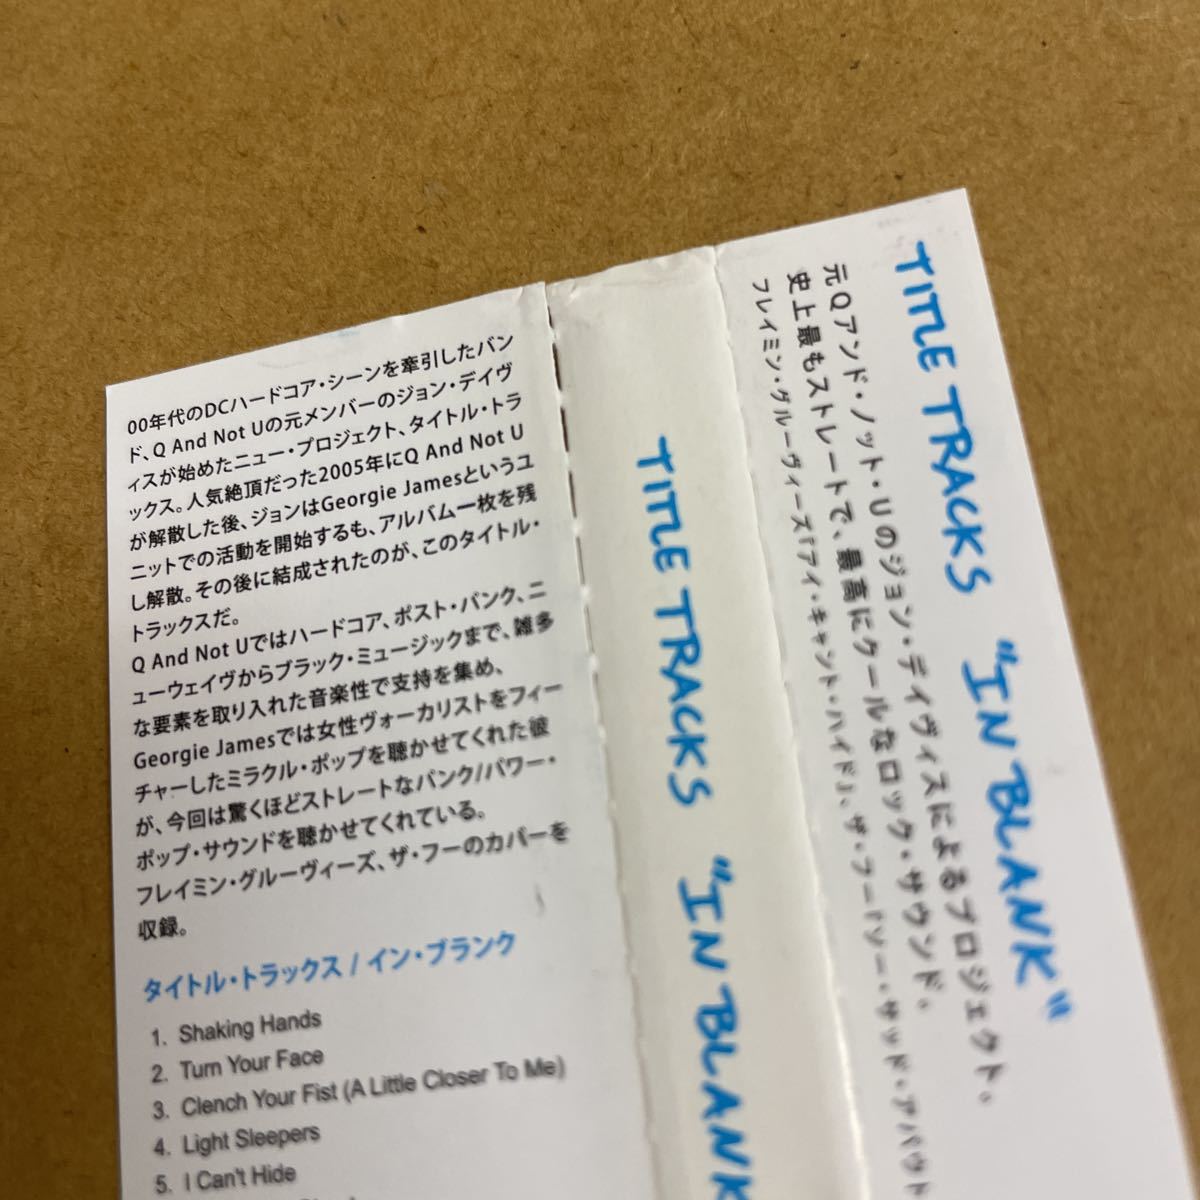 00年代のDCハードコア・シーンを牽引したバン
ド、Q And Not Uの元メンバーのジョン・デイヴ
ィスが始めたニュー・プロジェクト、タイトル・トラ
ックス。人気絶頂だった2005年にQ And Not U
が解散した後、ジョンはGeorgie Jamesというユ
ニットでの活動を開始するも、アルバム一枚を残
し解散。その後に結成されたのが、このタイトル・
トラックスだ。
Q And Not Uではハードコア、ポスト・パンク、ニ
ューウェイヴからブラック・ミュージックまで、雑多
な要素を取り入れた音楽性で支持を集め、
Georgie Jamesでは女性ヴォーカリストをフィー
チャーしたミラクル・ポップを聴かせてくれた彼
が、今回は驚くほどストレートなパンク/パワー・
ポップ・サウンドを聴かせてくれている。
フレイミン・グルーヴィーズ、ザ・フーのカバーを
収録。
タイトル・トラックス / イン・ブランク
1. Shaking Hands
2. Turn Your Face
3. Clench Your Fist (A Little Closer To Me)
4. Light Sleepers
5. I Can't Hide
TITLE TRACKS "IN BLANK
TITLE TRACKS "IN BLANK"
元Qアンド・ノット・Uのジョン・デイヴィスによるプロジェクト。
史上最もストレートで、最高にクールなロック・サウンド。
フレイミン・グルーヴィーズ「アイ・キャント・ハイド」、ザ・フー「ソー・サッド・アバウト